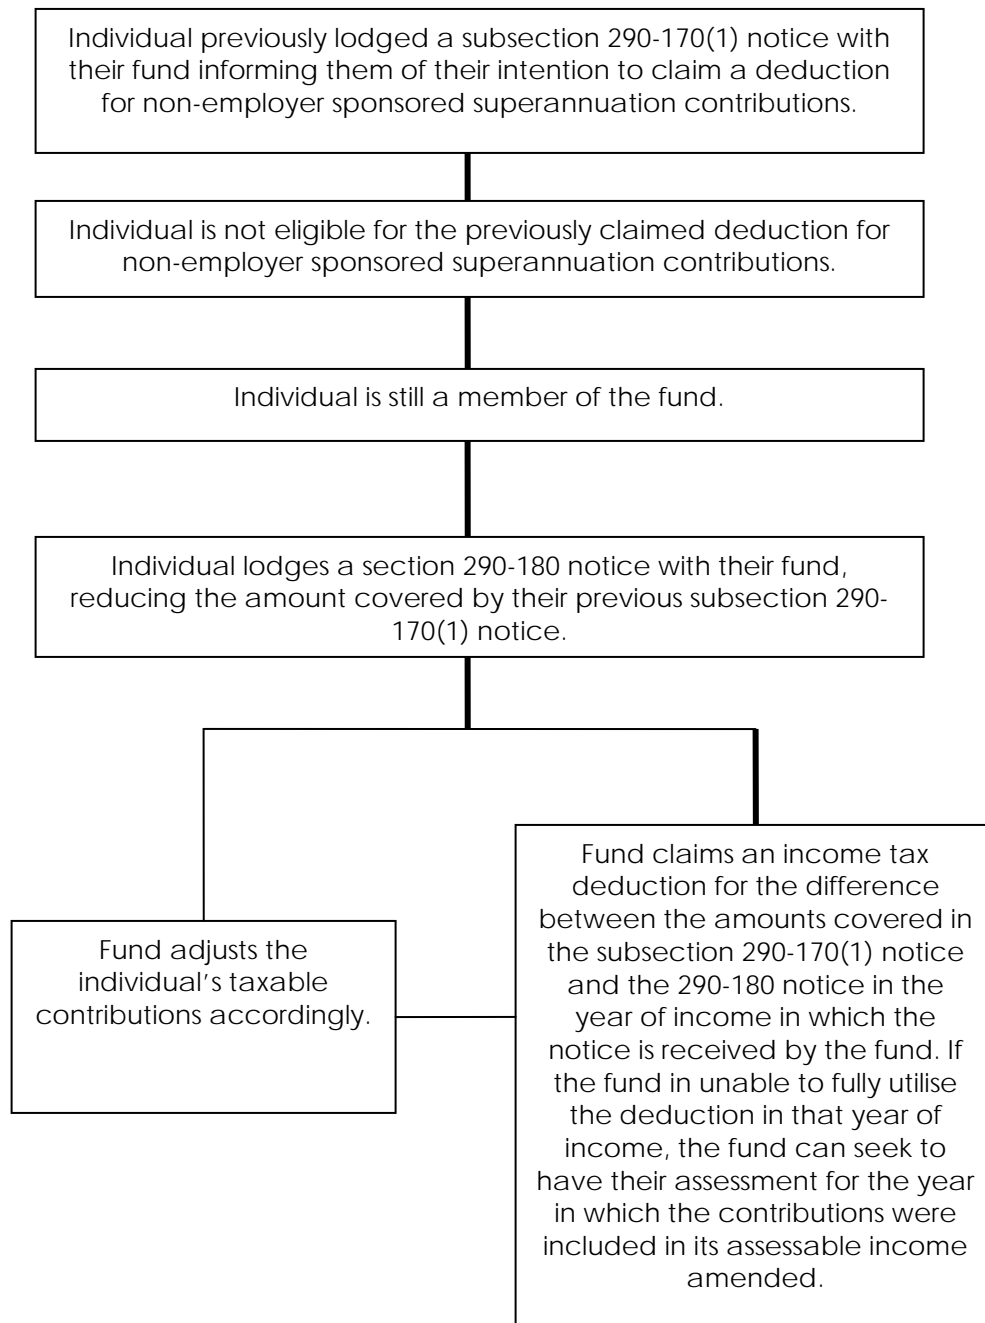 Individual previously lodged a subsection 290-170(1) notice with
their fund informing them of their intention to claim a deduction
for non-employer sponsored superannuation contributions.
Individual is not eligible for the previously claimed deduction for
non-employer sponsored superannuation contributions.
Individual is still a member of the fund.
Individual lodges a section 290-180 notice with their fund,
reducing the amount covered by their previous subsection 290-
170(1) notice.
Fund adjusts the
individual's taxable
contributions accordingly.
Fund claims an income tax
deduction for the difference
between the amounts covered in
the subsection 290-170(1) notice
and the 290-180 notice in the
year of income in which the
notice is received by the fund. If
the fund in unable to fully utilise
the deduction in that year of
income, the fund can seek to
have their assessment for the year
in which the contributions were
included in its assessable income
amended.